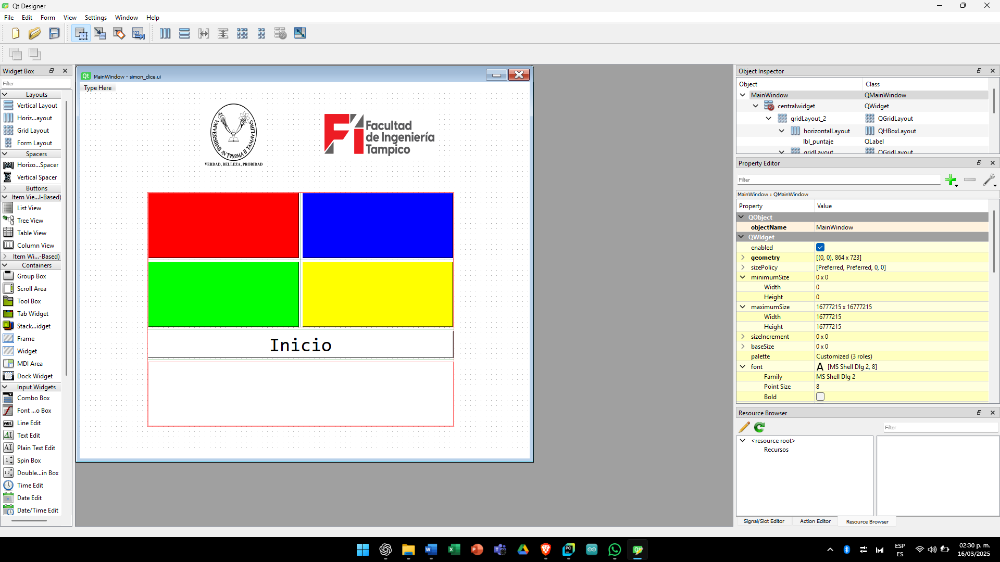 Qt Designer
File Edit Form View Settings Window Help
Widget Box
Filter
Layouts
Vertical Layout
Horiz...ayout
Grid Layout
Form Layout
Spacers
Horizo...Spacer
Vertical Spacer
Buttons
Item Vie...l-Based)
List View
Tree View
Table View
Column View
Item Wi...-Based)
Containers
Group Box
Scroll Area
Tool Box
Tab Widget
Stack...idget
Frame
Widget
MDI Area
Dock Widget
Input Widgets
Combo Box
Font ...o Box
Line Edit
Text Edit
Plain Text Edit
Spin Box
Double...in Box
Time Edit
Date Edit
Date/Time Edit
MainWindow - simon_dice.ui
Type Here
UNIVERSIDAD AVTONOMA D TAMAVLIPAS
VERDAD, BELLEZA, PROBIDAD
Fi
Facultad
de Ingeniería
Tampico
Inicio
Object Inspector
Object Class
MainWindow QMainWindow
centralwidget QWidget
gridLayout_2 QGridLayout
horizontalLayout QHBoxLayout
lbl_puntaje QLabel
gridLayout QGridLayout
Property Editor
Filter
MainWindow : QMainWindow
Property Value
QObject
objectName MainWindow
QWidget
enabled
geometry [(0, 0), 864 x 723]
sizePolicy [Preferred, Preferred, 0, 0]
minimumSize 0 x 0
Width 0
Height 0
maximumSize 16777215 x 16777215
Width 16777215
Height 16777215
sizeIncrement 0 x 0
baseSize 0 x 0
palette Customized (3 roles)
font A [MS Shell Dlg 2, 8]
Family MS Shell Dlg 2
Point Size 8
Bold
Resource Browser
Filter
<resource root>
Recursos
Signal/Slot Editor Action Editor Resource Browser
ESP
ES
02:30 p. m.
16/03/2025